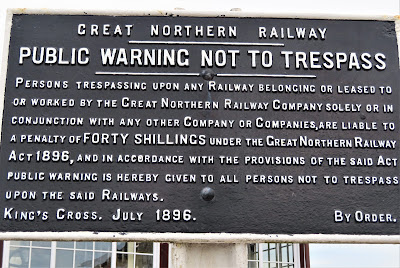 GREAT NORTHERN RAILWAY
PUBLIC WARNING NOT TO TRESPASS
PERSONS TRESPASSING UPON ANY RAILWAY BELONGING OR LEASED TO
OR WORKED BY THE GREAT NORTHERN RAILWAY COMPANY SOLELY OR IN
CONJUNCTION WITH ANY OTHER COMPANY OR COMPANIES, ARE LIABLE TO
A PENALTY OF FORTY SHILLINGS UNDER THE GREAT NORTHERN RAILWAY
ACT 1896, AND IN ACCORDANCE WITH THE PROVISIONS OF THE SAID ACT
PUBLIC WARNING IS HEREBY GIVEN TO ALL PERSONS NOT TO TRESPASS
UPON THE SAID RAILWAYS.
KING'S CROSS. JULY 1896. BY ORDER.